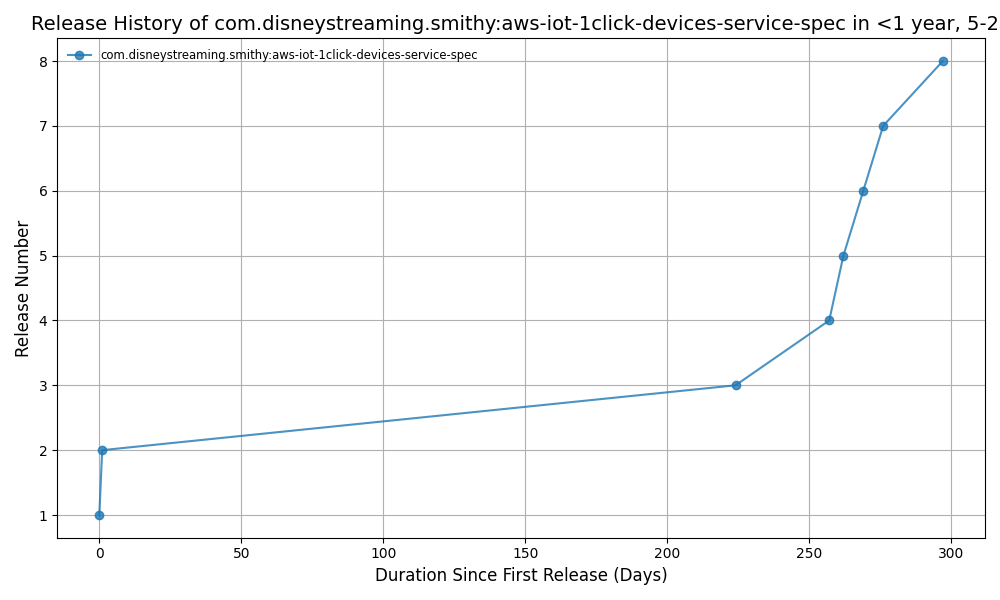 Release History of com.disneystreaming.smithy:aws-iot-1click-devices-service-spec in <1 year, 5-2
com.disneystreaming.smithy:aws-iot-1click-devices-service-spec
8
7
6
5
4
3
2
1
Release Number
0 50 100 150 200 250 300
Duration Since First Release (Days)